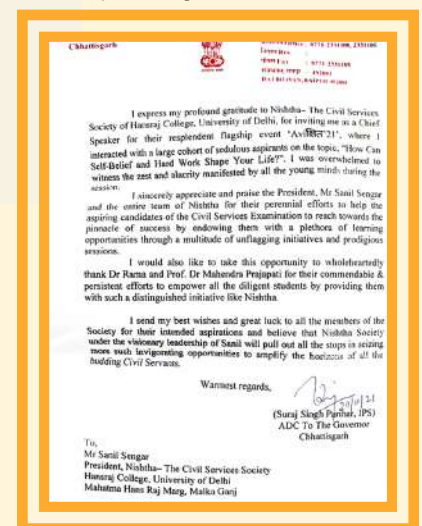 Chhattisgarh
I express my profound gratitude to Nishtha– The Civil Services
Society of Hansraj College, University of Delhi, for inviting me as a Chief
Speaker for their resplendent flagship event ‘Avक्षित’21’, where I
interacted with a large cohort of sedulous aspirants on the topic, “How Can
Self-Belief and Hard Work Shape Your Life?”. I was overwhelmed to
witness the zest and alacrity manifested by all the young minds during the
session.
I sincerely appreciate and praise the President, Mr Sanil Sengar
and the entire team of Nishtha for their perennial efforts to help the
aspiring candidates of the Civil Services Examination to reach towards the
pinnacle of success by endowing them with a plethora of learning
opportunities through a multitude of unflagging initiatives and prodigious
sessions.
I would also like to take this opportunity to wholeheartedly
thank Dr Rama and Prof. Dr Mahendra Prajapati for their commendable &
persistent efforts to empower all the diligent students by providing them
with such a distinguished initiative like Nishtha.
I send my best wishes and great luck to all the members of the
Society for their intended aspirations and believe that Nishtha Society
under the visionary leadership of Sanil will pull out all the stops in seizing
more such invigorating opportunities to amplify the horizons of all the
budding Civil Servants.
Warmest regards,
(Suraj Singh Parihar, IPS)
ADC To The Governor
Chhattisgarh
To,
Mr Sanil Sengar
President, Nishtha– The Civil Services Society
Hansraj College, University of Delhi
Mahatma Hans Raj Marg, Malka Ganj